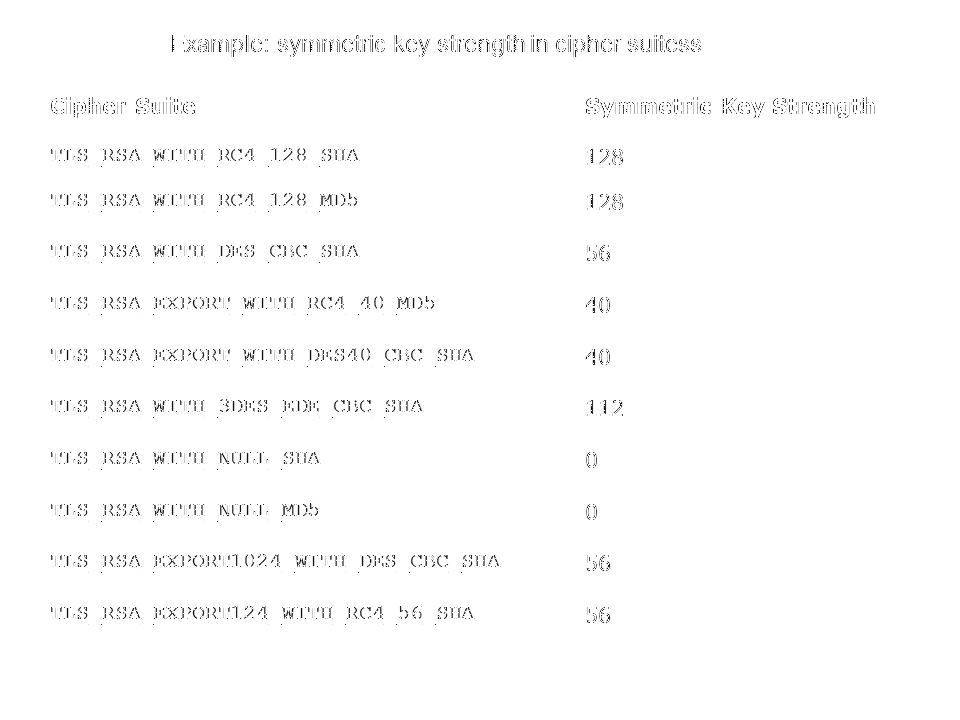 Example: symmetric key strength in cipher suitess
Cipher Suite Symmetric Key Strength
TLS_RSA_WITH_RC4_128_SHA 128
TLS_RSA_WITH_RC4_128_MD5 128
TLS_RSA_WITH_DES_CBC_SHA 56
TLS_RSA_EXPORT_WITH_RC4_40_MD5 40
TLS_RSA_EXPORT_WITH_DES40_CBC_SHA 40
TLS_RSA_WITH_3DES_EDE_CBC_SHA 112
TLS_RSA_WITH_NULL_SHA 0
TLS_RSA_WITH_NULL_MD5 0
TLS_RSA_EXPORT1024_WITH_DES_CBC_SHA 56
TLS_RSA_EXPORT124_WITH_RC4_56_SHA 56